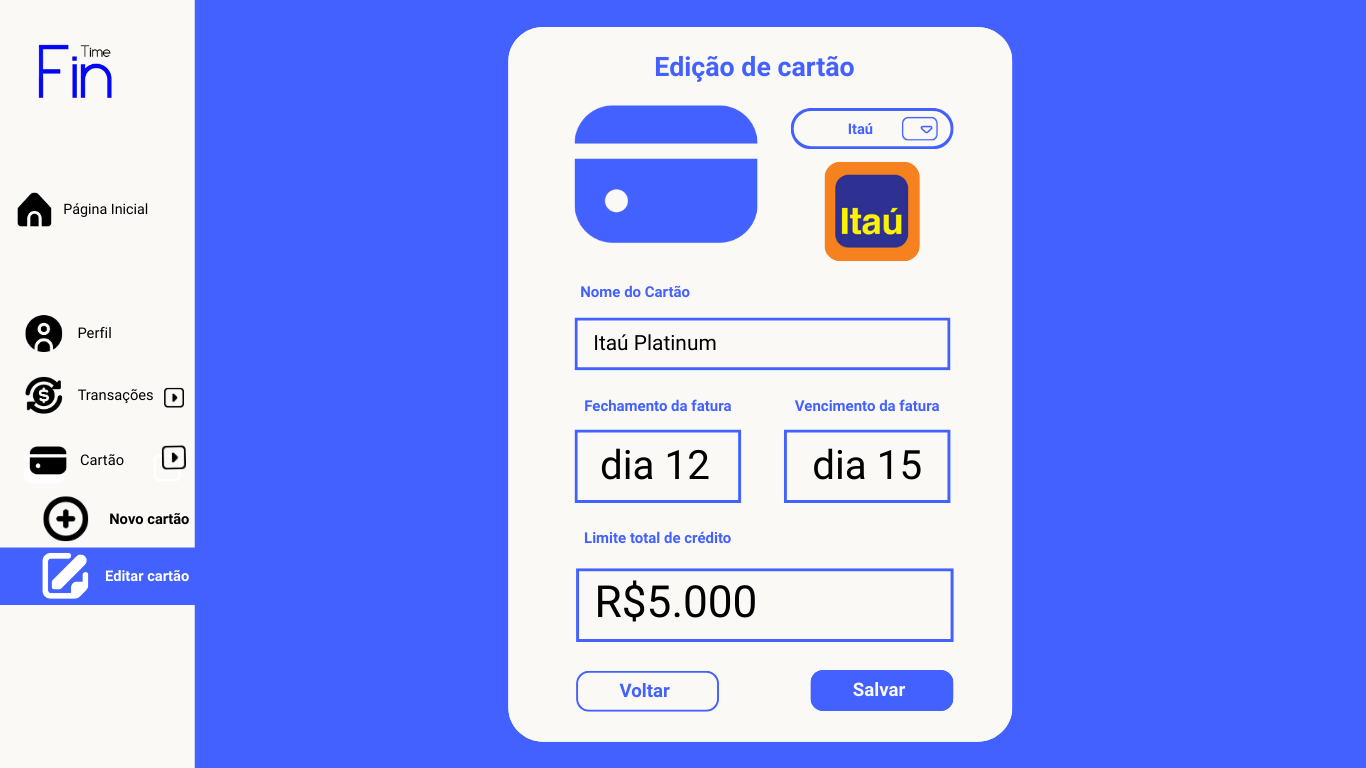 Time
Fin
Página Inicial
Perfil
Transações
Cartão
Novo cartão
Editar cartão
Edição de cartão
Itaú
Itaú
Nome do Cartão
Itaú Platinum
Fechamento da fatura
Vencimento da fatura
dia 12
dia 15
Limite total de crédito
R$5.000
Voltar
Salvar